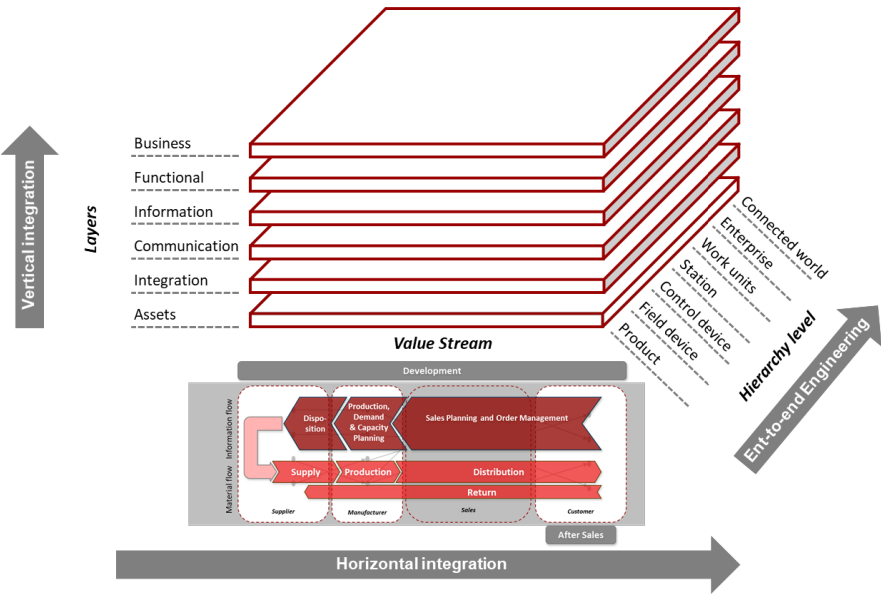 Business
Functional
Information
Communication
Integration
Assets
Layers
Vertical integration
Connected world
Enterprise
Work units
Station
Control device
Field device
Product
Hierarchy level
Ent-to-end Engineering
Value Stream
Development
Information flow
Material flow
Dispo-
sition
Production,
Demand
& Capacity
Planning
Sales Planning and Order Management
Supply
Production
Distribution
Return
Supplier
Manufacturer
Sales
Customer
After Sales
Horizontal integration